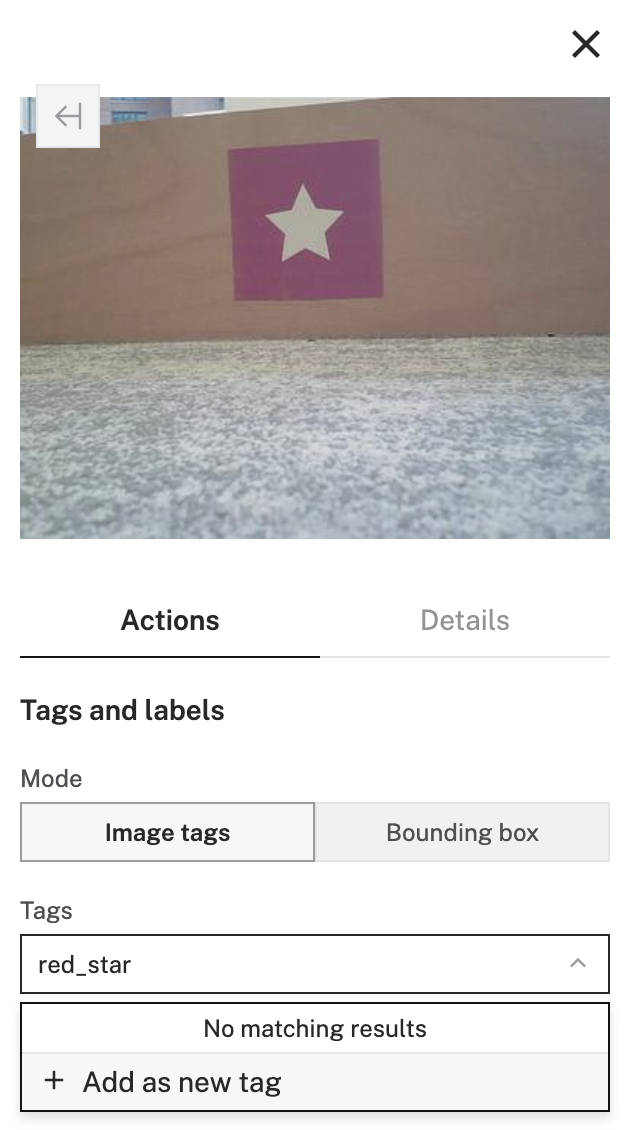 Actions
Details
Tags and labels
Mode
Image tags
Bounding box
Tags
red_star
No matching results
+ Add as new tag